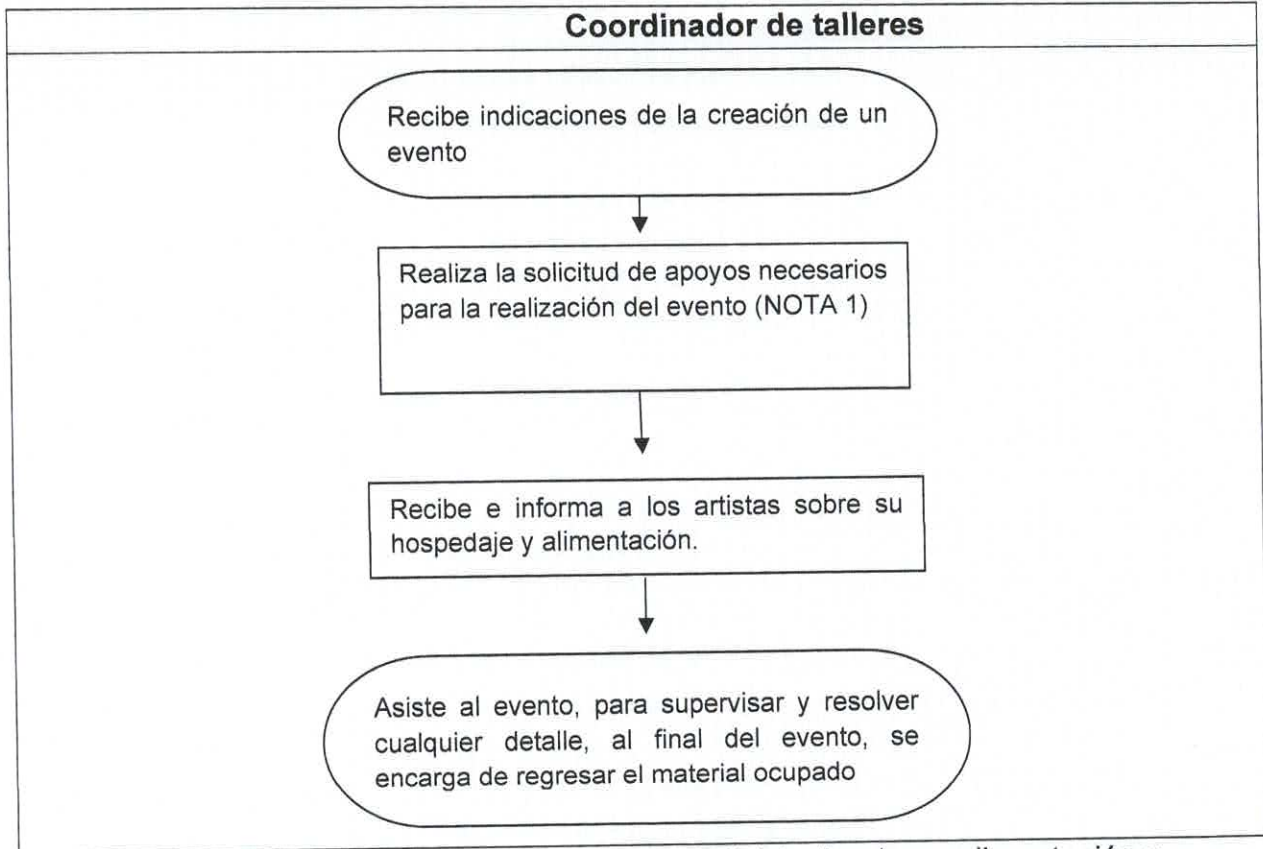 Coordinador de talleres
Recibe indicaciones de la creación de un
evento
Realiza la solicitud de apoyos necesarios
para la realización del evento (NOTA 1)
Recibe e informa a los artistas sobre su
hospedaje y alimentación.
Asiste al evento, para supervisar y resolver
cualquier detalle, al final del evento, se
encarga de regresar el material ocupado